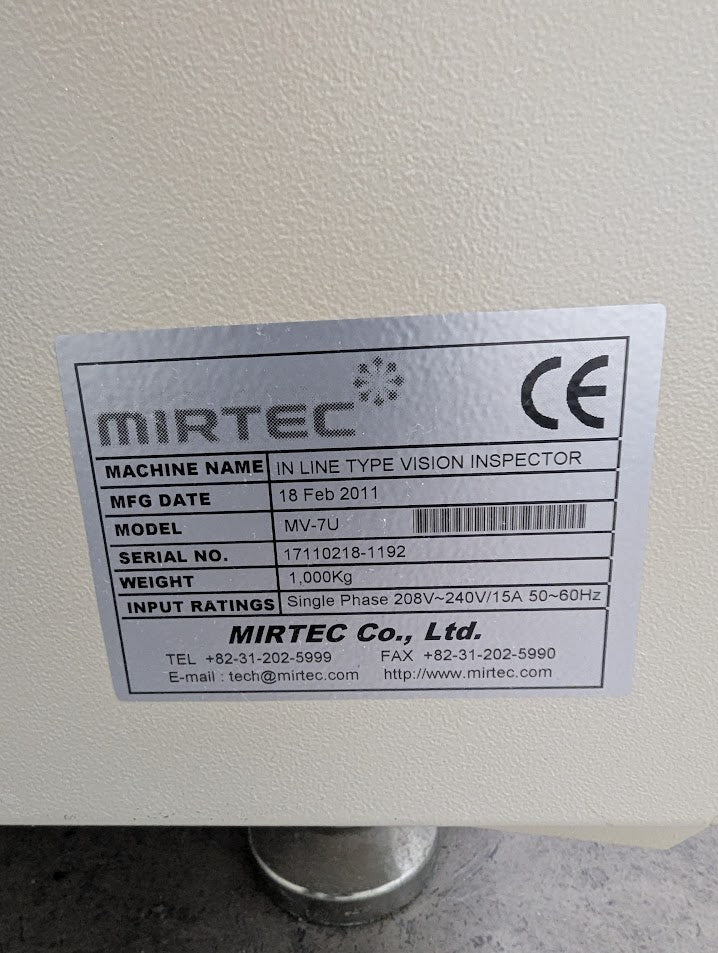 MIRTEC
CE
MACHINE NAME IN LINE TYPE VISION INSPECTOR
MFG DATE 18 Feb 2011
MODEL MV-7U
SERIAL NO. 17110218-1192
WEIGHT 1,000Kg
INPUT RATINGS Single Phase 208V~240V/15A 50~60Hz
MIRTEC Co., Ltd.
TEL +82-31-202-5999 FAX +82-31-202-5990
E-mail : tech@mirtec.com http://www.mirtec.com